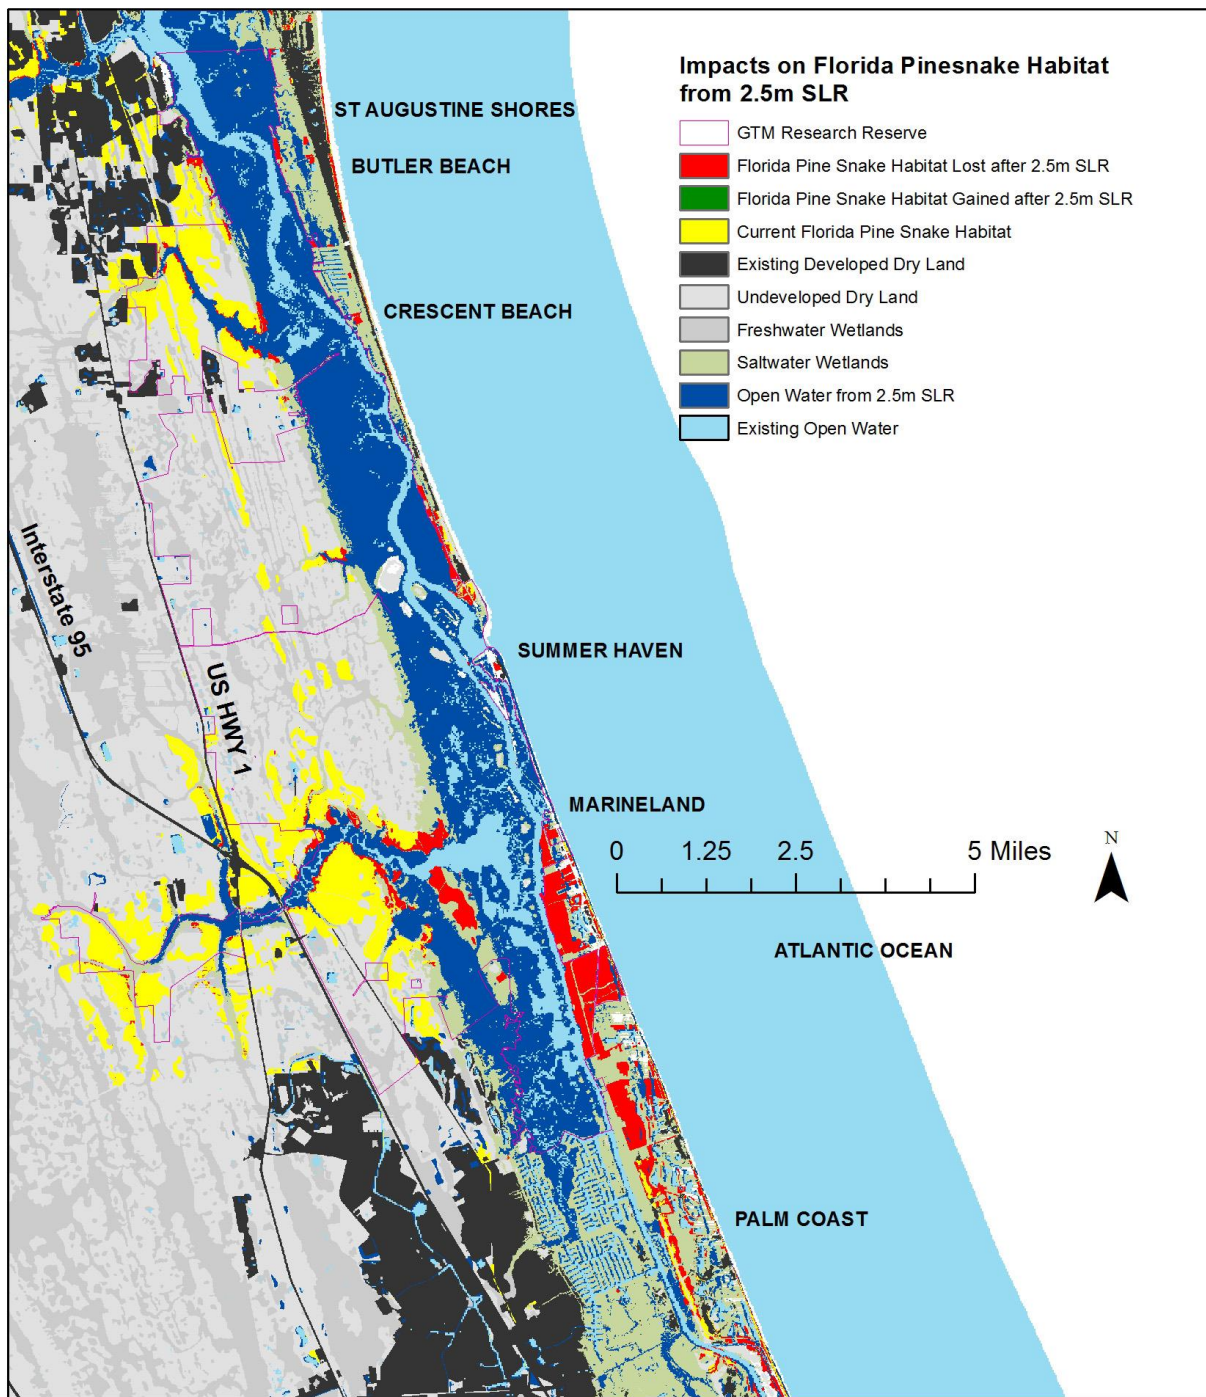 Impacts on Florida Pinesnake Habitat
from 2.5m SLR
GTM Research Reserve
Florida Pine Snake Habitat Lost after 2.5m SLR
Florida Pine Snake Habitat Gained after 2.5m SLR
Current Florida Pine Snake Habitat
Existing Developed Dry Land
Undeveloped Dry Land
Freshwater Wetlands
Saltwater Wetlands
Open Water from 2.5m SLR
Existing Open Water
ST AUGUSTINE SHORES
BUTLER BEACH
CRESCENT BEACH
Interstate 95
US HWY 1
SUMMER HAVEN
MARINELAND
0 1.25 2.5 5 Miles
N
ATLANTIC OCEAN
PALM COAST